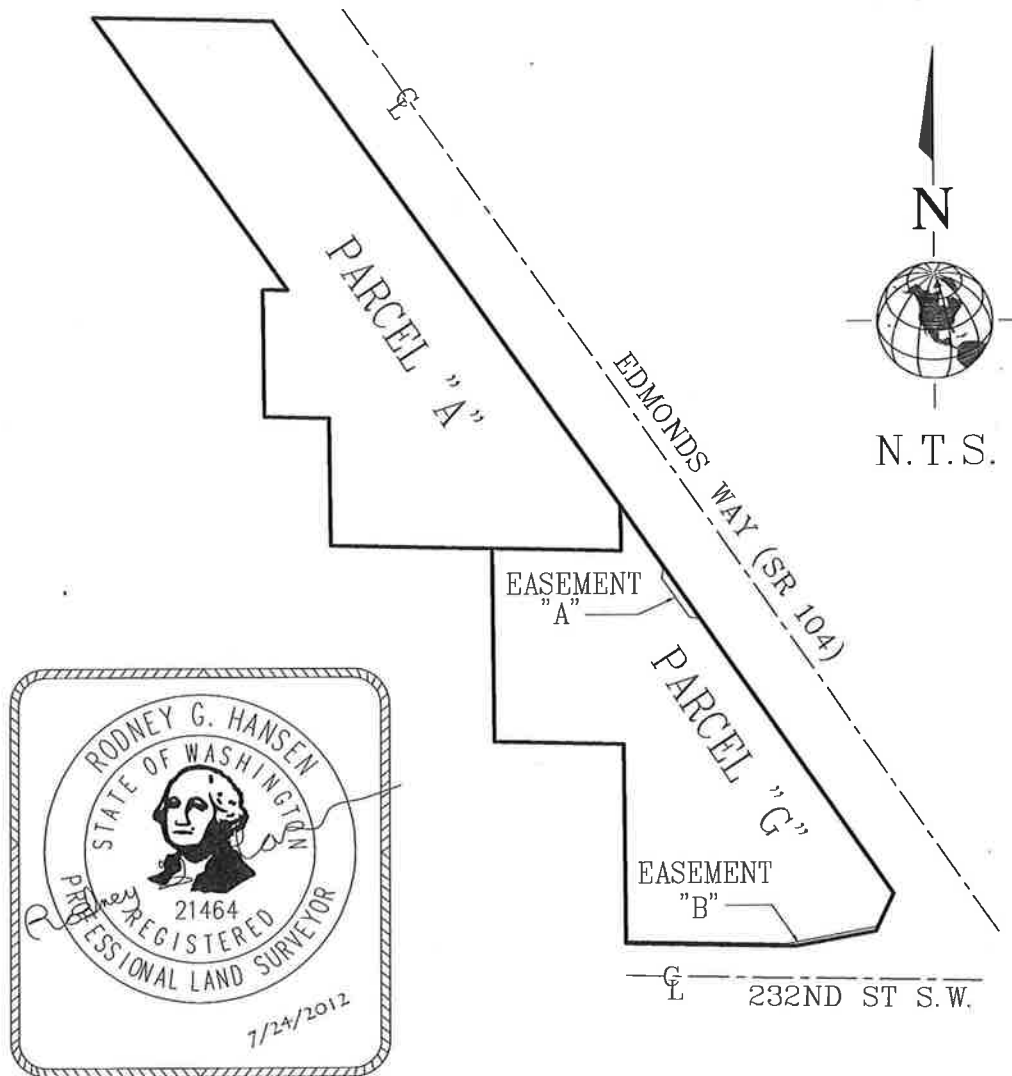 ℄
N
N.T.S.
PARCEL "A"
EDMONDS WAY (SR 104)
EASEMENT
"A"
PARCEL "G"
EASEMENT
"B"
℄
232ND ST S.W.
RODNEY G. HANSEN
STATE OF WASHINGTON
21464
REGISTERED
PROFESSIONAL LAND SURVEYOR
7/24/2012